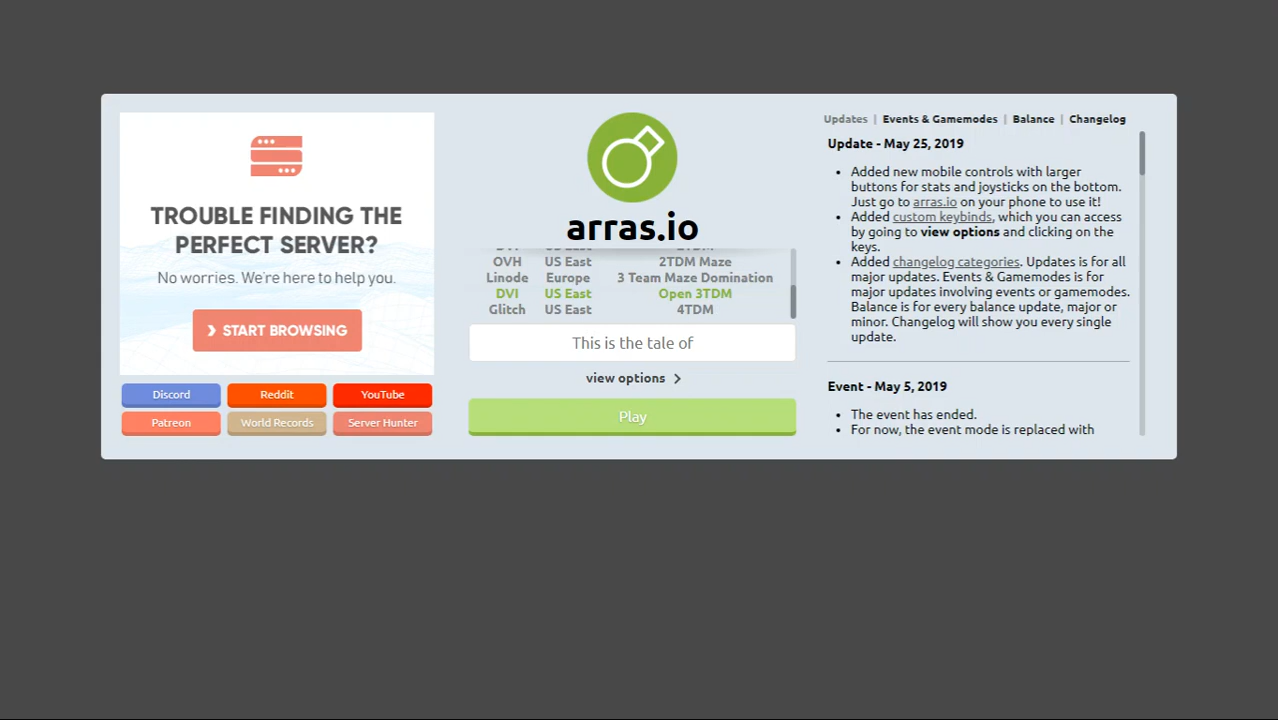 TROUBLE FINDING THE
PERFECT SERVER?
No worries. We're here to help you.
❯ START BROWSING
Discord
Reddit
YouTube
Patreon
World Records
Server Hunter
arras.io
OVH US East 2TDM Maze
Linode Europe 3 Team Maze Domination
DVI US East Open 3TDM
Glitch US East 4TDM
This is the tale of
view options
Play
Updates | Events & Gamemodes | Balance | Changelog
Update - May 25, 2019
• Added new mobile controls with larger
buttons for stats and joysticks on the bottom.
Just go to arras.io on your phone to use it!
• Added custom keybinds, which you can access
by going to view options and clicking on the
keys.
• Added changelog categories. Updates is for all
major updates. Events & Gamemodes is for
major updates involving events or gamemodes.
Balance is for every balance update, major or
minor. Changelog will show you every single
update.
Event - May 5, 2019
• The event has ended.
• For now, the event mode is replaced with